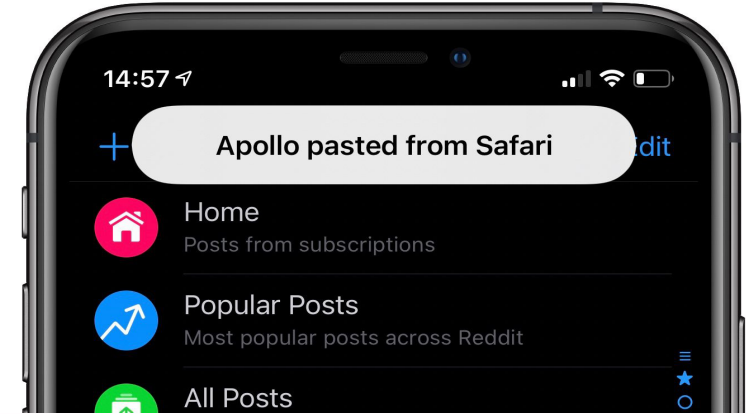 14:57
Apollo pasted from Safari
dit
Home
Posts from subscriptions
Popular Posts
Most popular posts across Reddit
All Posts